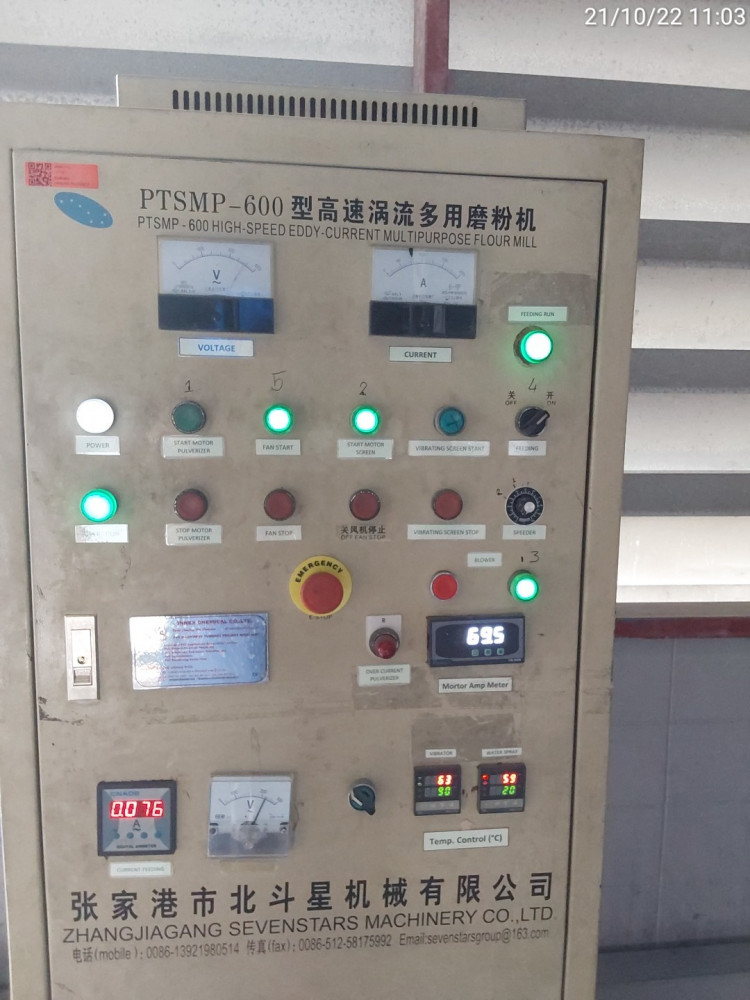 21/10/22 11:03
PTSMP-600型高速涡流多用磨粉机
PTSMP-600 HIGH-SPEED EDDY-CURRENT MULTIPURPOSE FLOUR MILL
V
A
VOLTAGE
CURRENT
FEEDING RUN
1
5
2
4
关
OFF
开
ON
POWER
START MOTOR
PULVERIZER
FAN START
START MOTOR
SCREEN
VIBRATING SCREEN START
FEEDING
STOP MOTOR
PULVERIZER
FAN STOP
关风机停止
OFF FAN STOP
VIBRATING SCREEN STOP
SPEEDER
EMERGENCY
BLOWER
3
695
OVER CURRENT
PULVERIZER
Mortor Amp Meter
VIBRATOR
63
90
59
20
Temp. Control (°C)
0.076
A
DIGITAL AMMETER
V
CURRENT FEEDING
张家港市北斗星机械有限公司
ZHANGJIAGANG SEVENSTARS MACHINERY CO.,LTD
电话(mobile): 0086-13921980514 传真(fax): 0086-512-58175992 Email:sevenstarsgroup@163.com